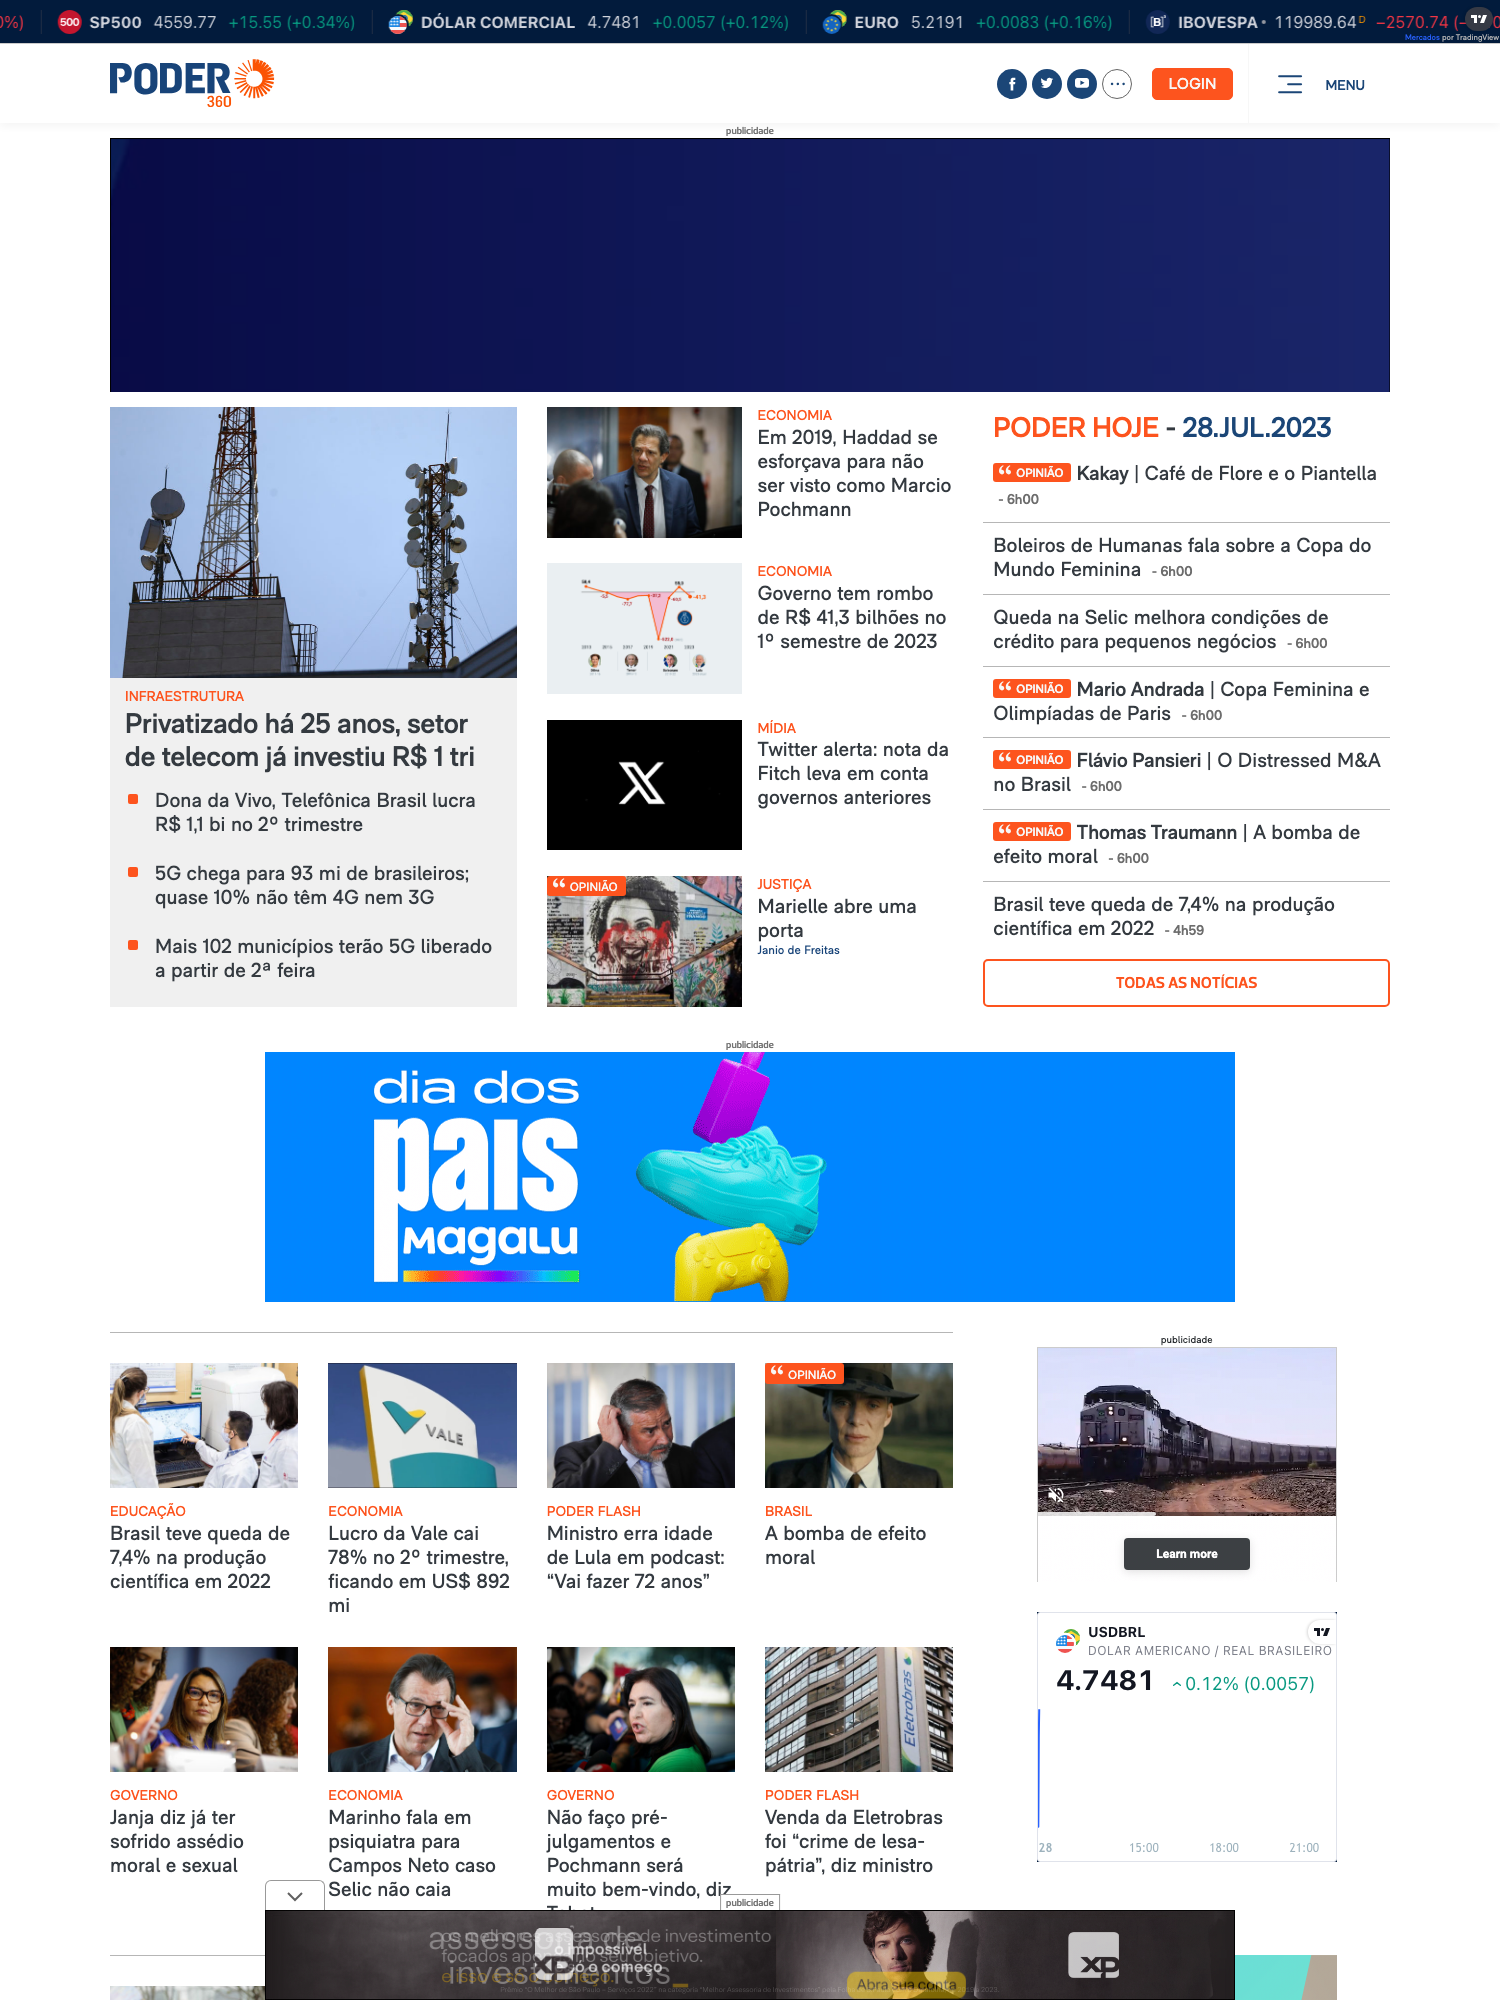 SP500 4559.77 +15.55 (+0.34%) DÓLAR COMERCIAL 4.7481 +0.0057 (+0.12%) EURO 5.2191 +0.0083 (+0.16%) IBOVESPA 119989.64 D −2570.74
Mercados por TradingView
PODER
360
LOGIN
MENU
publicidade
INFRAESTRUTURA
Privatizado há 25 anos, setor
de telecom já investiu R$ 1 tri
Dona da Vivo, Telefônica Brasil lucra
R$ 1,1 bi no 2º trimestre
5G chega para 93 mi de brasileiros;
quase 10% não têm 4G nem 3G
Mais 102 municípios terão 5G liberado
a partir de 2ª feira
ECONOMIA
Em 2019, Haddad se
esforçava para não
ser visto como Marcio
Pochmann
ECONOMIA
Governo tem rombo
de R$ 41,3 bilhões no
1º semestre de 2023
MÍDIA
Twitter alerta: nota da
Fitch leva em conta
governos anteriores
OPINIÃO
JUSTIÇA
Marielle abre uma
porta
Janio de Freitas
PODER HOJE - 28.JUL.2023
OPINIÃO Kakay | Café de Flore e o Piantella
- 6h00
Boleiros de Humanas fala sobre a Copa do
Mundo Feminina - 6h00
Queda na Selic melhora condições de
crédito para pequenos negócios - 6h00
OPINIÃO Mario Andrada | Copa Feminina e
Olimpíadas de Paris - 6h00
OPINIÃO Flávio Pansieri | O Distressed M&A
no Brasil - 6h00
OPINIÃO Thomas Traumann | A bomba de
efeito moral - 6h00
Brasil teve queda de 7,4% na produção
científica em 2022 - 4h59
TODAS AS NOTÍCIAS
publicidade
dia dos
pais
Magalu
EDUCAÇÃO
Brasil teve queda de
7,4% na produção
científica em 2022
VALE
ECONOMIA
Lucro da Vale cai
78% no 2º trimestre,
ficando em US$ 892
mi
PODER FLASH
Ministro erra idade
de Lula em podcast:
“Vai fazer 72 anos”
OPINIÃO
BRASIL
A bomba de efeito
moral
GOVERNO
Janja diz já ter
sofrido assédio
moral e sexual
ECONOMIA
Marinho fala em
psiquiatra para
Campos Neto caso
Selic não caia
GOVERNO
Não faço pré-
julgamentos e
Pochmann será
muito bem-vindo, diz
Eletrobras
PODER FLASH
Venda da Eletrobras
foi “crime de lesa-
pátria”, diz ministro
publicidade
Learn more
USDBRL
DOLAR AMERICANO / REAL BRASILEIRO
4.7481 0.12% (0.0057)
28 15:00 18:00 21:00
publicidade
assessoria de
investimentos_
xp
Abra sua conta
xp